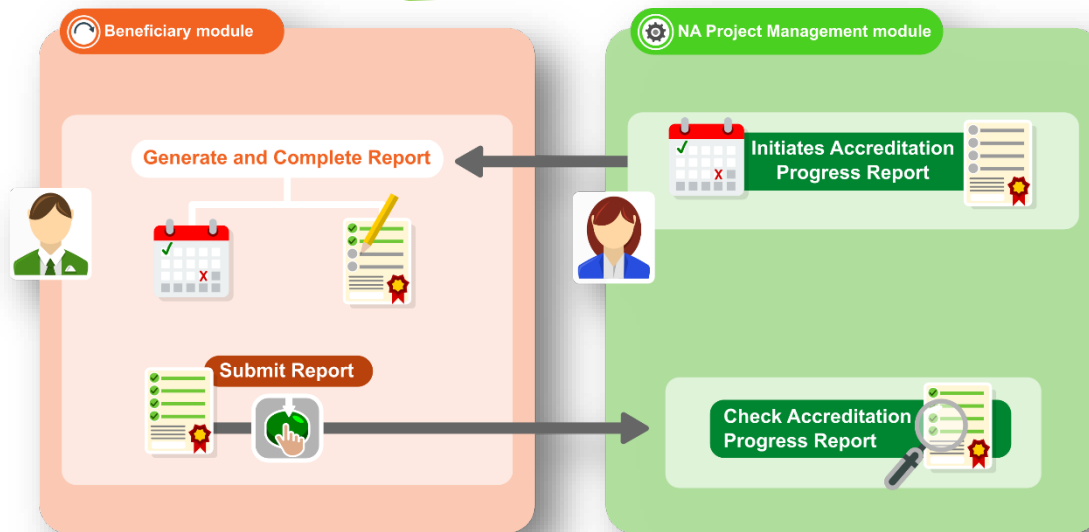 Beneficiary module
NA Project Management module
Generate and Complete Report
Initiates Accreditation
Progress Report
Submit Report
Check Accreditation
Progress Report